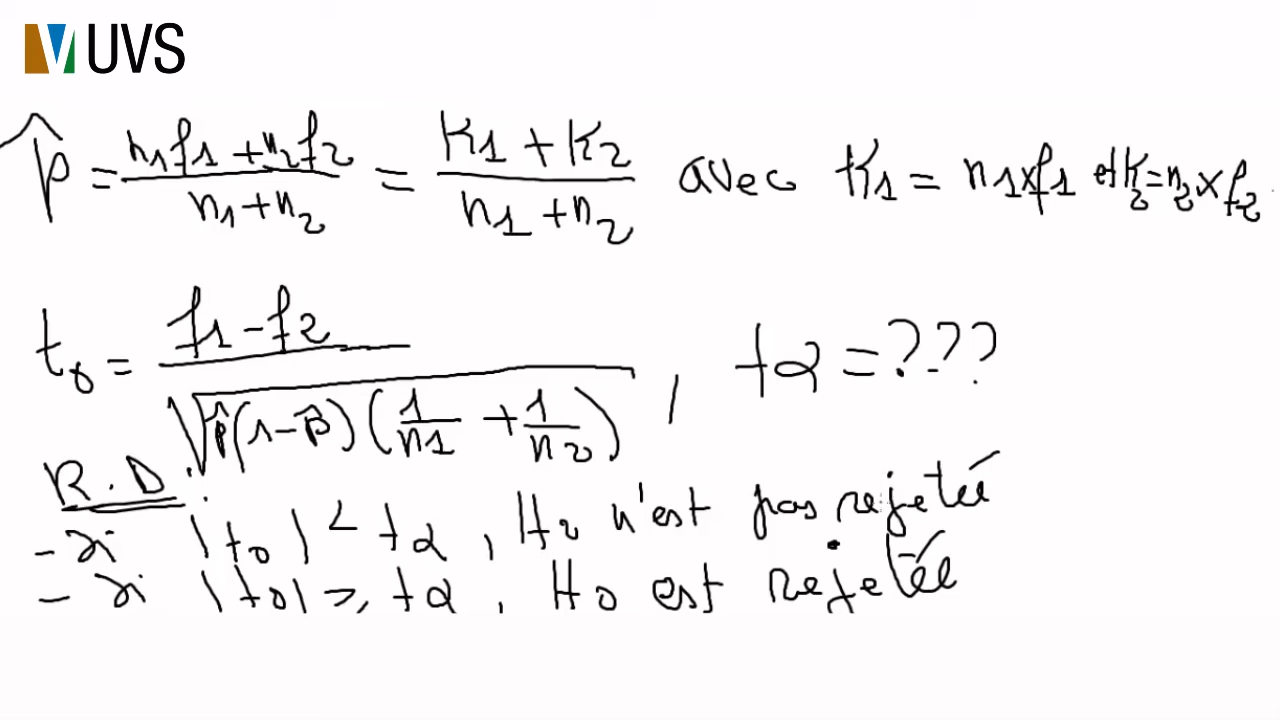 UVS
p̂ = (n1f1 + n2f2)/(n1 + n2) = (K1 + K2)/(n1 + n2) avec K1 = n1×f1 et K2 = n2×f2
t0 = (f1 - f2)/√(p̂(1-p̂)(1/n1 + 1/n2)) , tα = ???
R.D :
- si |t0| < tα , H0 n'est pas rejetée
- si |t0| ≥ tα , H0 est rejetée